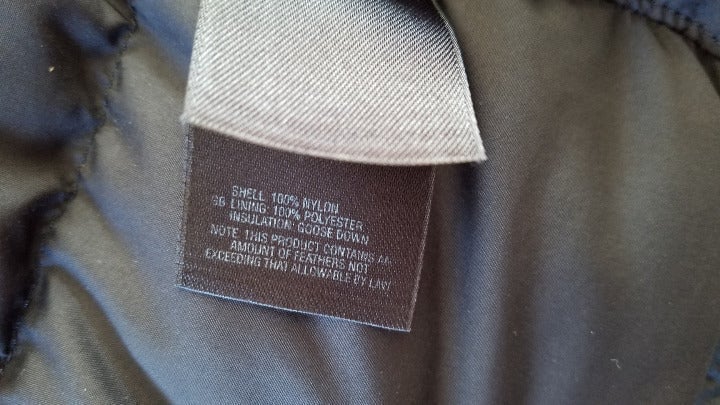 SHELL: 100% NYLON
3B LINING: 100% POLYESTER
INSULATION: GOOSE DOWN
NOTE: THIS PRODUCT CONTAINS AN
AMOUNT OF FEATHERS NOT
EXCEEDING THAT ALLOWABLE BY LAW